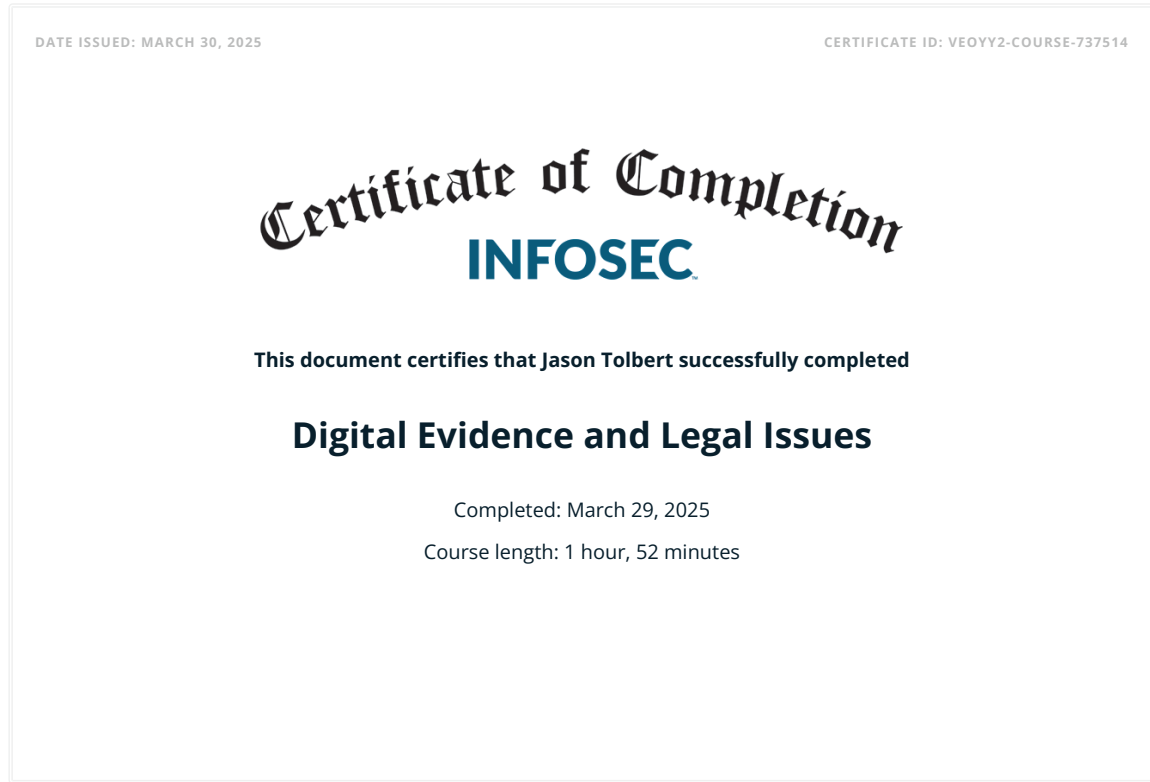 DATE ISSUED: MARCH 30, 2025
CERTIFICATE ID: VEOYY2-COURSE-737514
Certificate of Completion
INFOSEC™
This document certifies that Jason Tolbert successfully completed
Digital Evidence and Legal Issues
Completed: March 29, 2025
Course length: 1 hour, 52 minutes